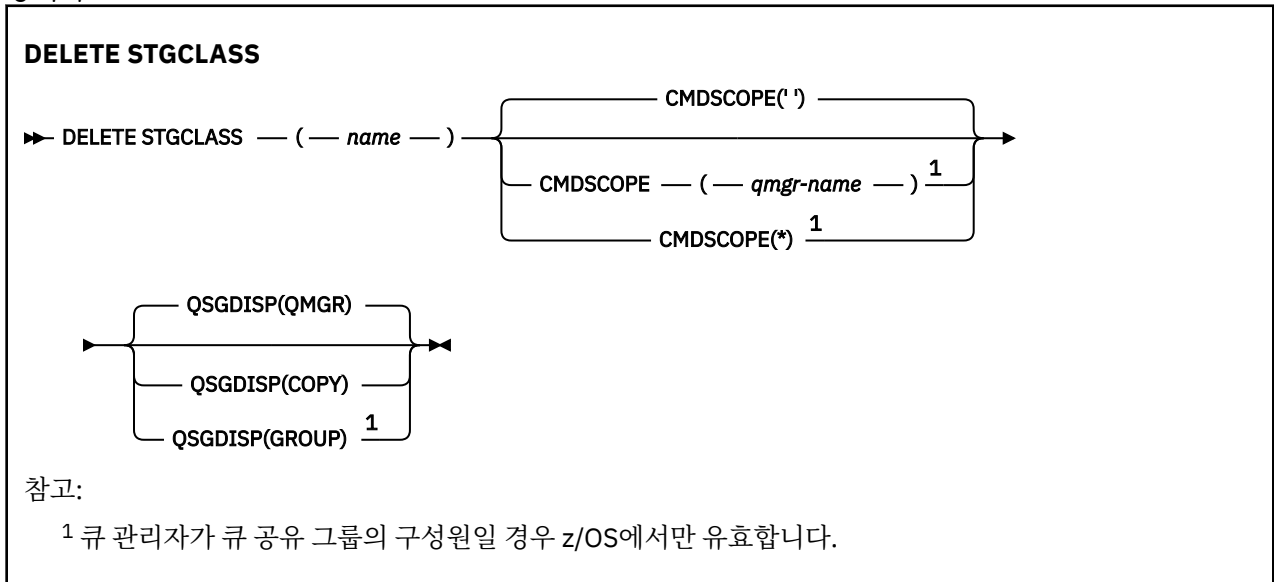 DELETE STGCLASS
CMDSCOPE(' ')
DELETE STGCLASS ( name )
CMDSCOPE ( qmgr-name ) 1
CMDSCOPE(*) 1
QSGDISP(QMGR)
QSGDISP(COPY)
QSGDISP(GROUP) 1
참고:
1 큐 관리자가 큐 공유 그룹의 구성원일 경우 z/OS에서만 유효합니다.